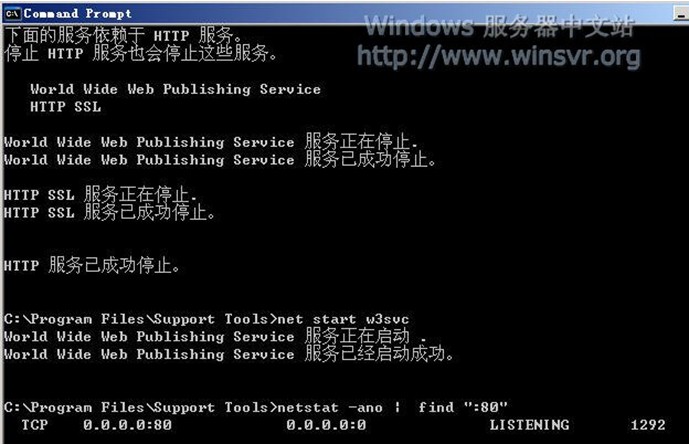 Command Prompt
Windows 服务器中文站
http://www.winsvr.org
下面的服务依赖于 HTTP 服务。
停止 HTTP 服务也会停止这些服务。
World Wide Web Publishing Service
HTTP SSL
World Wide Web Publishing Service 服务正在停止.
World Wide Web Publishing Service 服务已成功停止。
HTTP SSL 服务正在停止.
HTTP SSL 服务已成功停止。
HTTP 服务已成功停止。
C:\Program Files\Support Tools>net start w3svc
World Wide Web Publishing Service 服务正在启动 .
World Wide Web Publishing Service 服务已经启动成功。
C:\Program Files\Support Tools>netstat -ano | find ":80"
TCP 0.0.0.0:80 0.0.0.0:0 LISTENING 1292